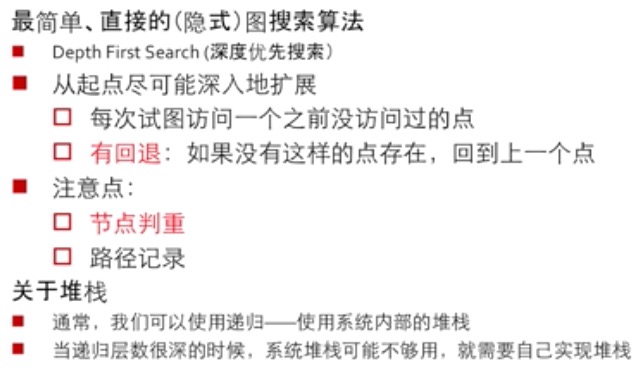 最简单、直接的(隐式)图搜索算法
Depth First Search (深度优先搜索)
从起点尽可能深入地扩展
每次试图访问一个之前没访问过的点
有回退：如果没有这样的点存在，回到上一个点
注意点：
节点判重
路径记录
关于堆栈
通常，我们可以使用递归——使用系统内部的堆栈
当递归层数很深的时候，系统堆栈可能不够用，就需要自己实现堆栈